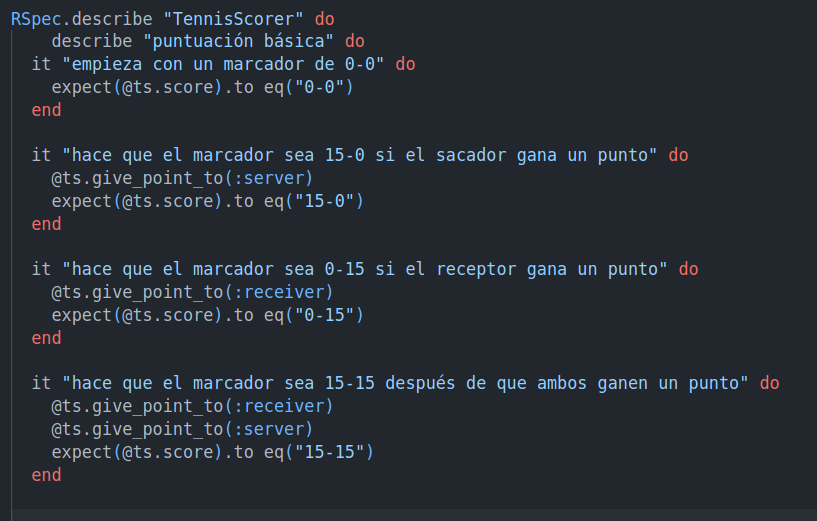 RSpec.describe "TennisScorer" do
describe "puntuación básica" do
it "empieza con un marcador de 0-0" do
expect(@ts.score).to eq("0-0")
end
it "hace que el marcador sea 15-0 si el sacador gana un punto" do
@ts.give_point_to(:server)
expect(@ts.score).to eq("15-0")
end
it "hace que el marcador sea 0-15 si el receptor gana un punto" do
@ts.give_point_to(:receiver)
expect(@ts.score).to eq("0-15")
end
it "hace que el marcador sea 15-15 después de que ambos ganen un punto" do
@ts.give_point_to(:receiver)
@ts.give_point_to(:server)
expect(@ts.score).to eq("15-15")
end